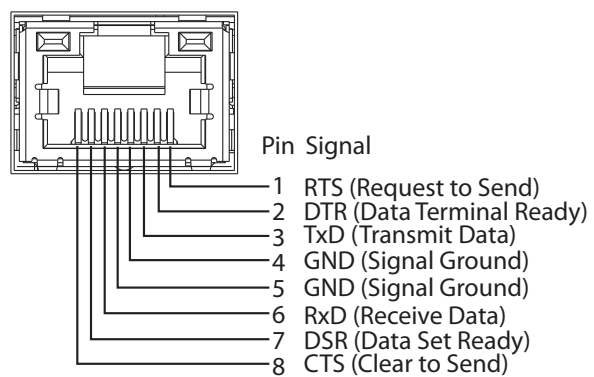 Pin Signal
1 RTS (Request to Send)
2 DTR (Data Terminal Ready)
3 TxD (Transmit Data)
4 GND (Signal Ground)
5 GND (Signal Ground)
6 RxD (Receive Data)
7 DSR (Data Set Ready)
8 CTS (Clear to Send)